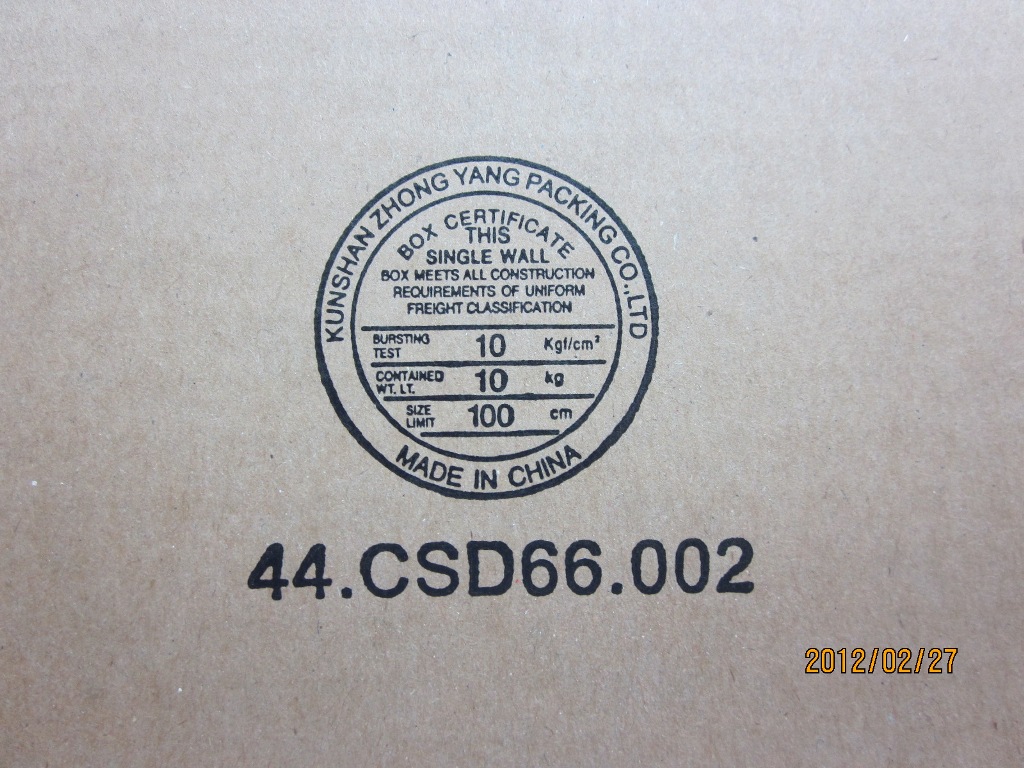 KUNSHAN ZHONG YANG PACKING CO.,LTD
BOX CERTIFICATE
THIS
SINGLE WALL
BOX MEETS ALL CONSTRUCTION
REQUIREMENTS OF UNIFORM
FREIGHT CLASSIFICATION
BURSTING TEST 10 Kgf/cm²
CONTAINED WT. LT. 10 kg
SIZE LIMIT 100 cm
MADE IN CHINA
44.CSD66.002
2012/02/27